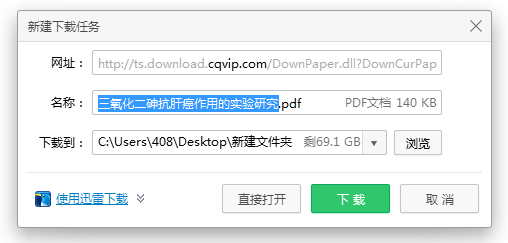 新建下载任务
网址： http://ts.download.cqvip.com/DownPaper.dll?DownCurPap
名称： 三氧化二砷抗肝癌作用的实验研究.pdf PDF文档 140 KB
下载到： C:\Users\408\Desktop\新建文件夹 剩69.1 GB 浏览
使用迅雷下载 直接打开 下载 取消